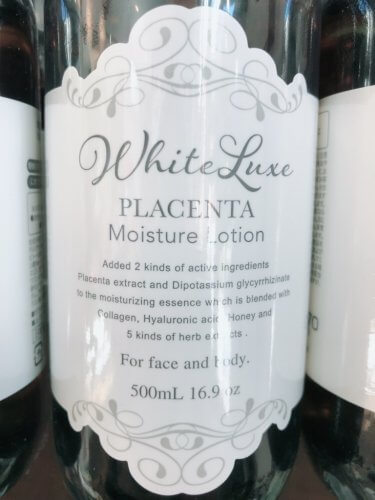 WhiteLuxe
PLACENTA
Moisture Lotion
Added 2 kinds of active ingredients
Placenta extract and Dipotassium glycyrrhizinate
to the moisturizing essence which is blended with
Collagen, Hyaluronic acid, Honey and
5 kinds of herb extracts .
For face and body.
500mL 16.9 oz